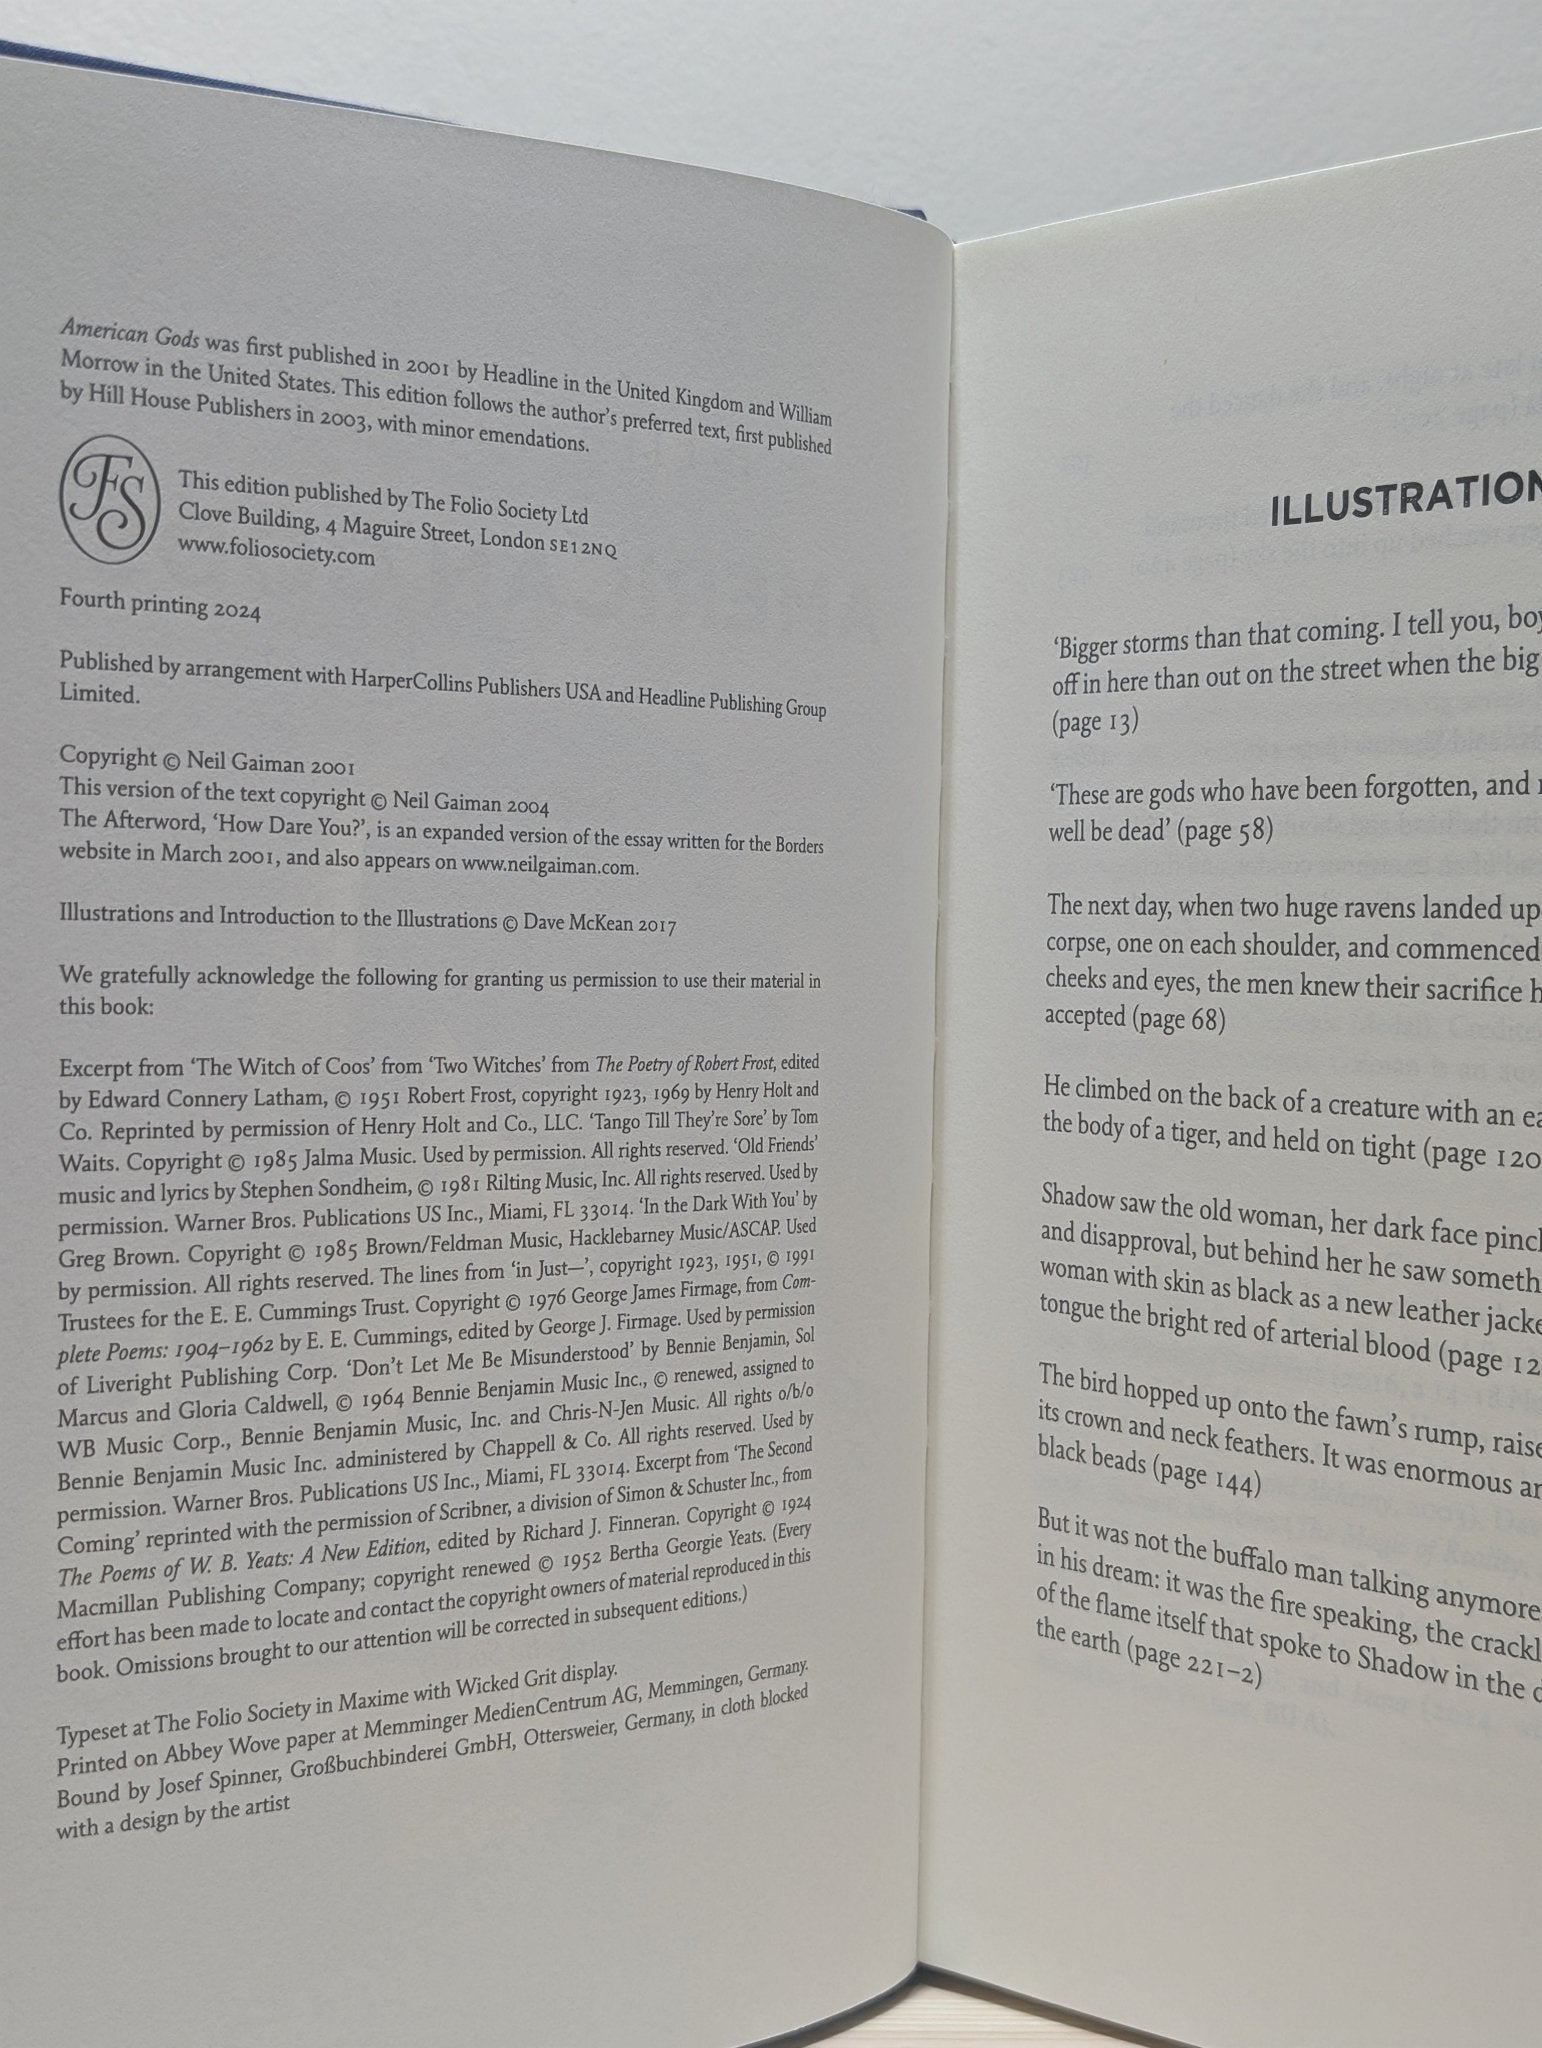 American Gods was first published in 2001 by Headline in the United Kingdom and William
Morrow in the United States. This edition follows the author's preferred text, first published
by Hill House Publishers in 2003, with minor emendations.
FS
This edition published by The Folio Society Ltd
Clove Building, 4 Maguire Street, London SE1 2NQ
www.foliosociety.com
Fourth printing 2024
Published by arrangement with HarperCollins Publishers USA and Headline Publishing Group
Limited.
Copyright © Neil Gaiman 2001
This version of the text copyright © Neil Gaiman 2004
The Afterword, 'How Dare You?', is an expanded version of the essay written for the Borders
website in March 2001, and also appears on www.neilgaiman.com.
Illustrations and Introduction to the Illustrations © Dave McKean 2017
We gratefully acknowledge the following for granting us permission to use their material in
this book:
Excerpt from 'The Witch of Coos' from 'Two Witches' from The Poetry of Robert Frost, edited
by Edward Connery Latham, © 1951 Robert Frost, copyright 1923, 1969 by Henry Holt and
Co. Reprinted by permission of Henry Holt and Co., LLC. 'Tango Till They're Sore' by Tom
Waits. Copyright © 1985 Jalma Music. Used by permission. All rights reserved. 'Old Friends'
music and lyrics by Stephen Sondheim, © 1981 Rilting Music, Inc. All rights reserved. Used by
permission. Warner Bros. Publications US Inc., Miami, FL 33014. 'In the Dark With You' by
Greg Brown. Copyright © 1985 Brown/Feldman Music, Hacklebarney Music/ASCAP. Used
by permission. All rights reserved. The lines from 'in Just—', copyright 1923, 1951, © 1991
Trustees for the E. E. Cummings Trust. Copyright © 1976 George James Firmage, from Com-
plete Poems: 1904–1962 by E. E. Cummings, edited by George J. Firmage. Used by permission
of Liveright Publishing Corp. 'Don't Let Me Be Misunderstood' by Bennie Benjamin, Sol
Marcus and Gloria Caldwell, © 1964 Bennie Benjamin Music Inc., © renewed, assigned to
WB Music Corp., Bennie Benjamin Music, Inc. and Chris-N-Jen Music. All rights o/b/o
Bennie Benjamin Music Inc. administered by Chappell & Co. All rights reserved. Used by
permission. Warner Bros. Publications US Inc., Miami, FL 33014. Excerpt from 'The Second
Coming' reprinted with the permission of Scribner, a division of Simon & Schuster Inc., from
The Poems of W. B. Yeats: A New Edition, edited by Richard J. Finneran. Copyright © 1924
Macmillan Publishing Company; copyright renewed © 1952 Bertha Georgie Yeats. (Every
effort has been made to locate and contact the copyright owners of material reproduced in this
book. Omissions brought to our attention will be corrected in subsequent editions.)
Typeset at The Folio Society in Maxime with Wicked Grit display.
Printed on Abbey Wove paper at Memminger MedienCentrum AG, Memmingen, Germany.
Bound by Josef Spinner, Großbuchbinderei GmbH, Ottersweier, Germany, in cloth blocked
with a design by the artist
ILLUSTRATION
'Bigger storms than that coming. I tell you, boy
off in here than out on the street when the big
(page 13)
'These are gods who have been forgotten, and
well be dead' (page 58)
The next day, when two huge ravens landed up
corpse, one on each shoulder, and commenced
cheeks and eyes, the men knew their sacrifice h
accepted (page 68)
He climbed on the back of a creature with an ea
the body of a tiger, and held on tight (page 120
Shadow saw the old woman, her dark face pinc
and disapproval, but behind her he saw someth
woman with skin as black as a new leather jacke
tongue the bright red of arterial blood (page 12
The bird hopped up onto the fawn's rump, raise
its crown and neck feathers. It was enormous an
black beads (page 144)
But it was not the buffalo man talking anymore
in his dream: it was the fire speaking, the crackl
of the flame itself that spoke to Shadow in the d
the earth (page 221–2)